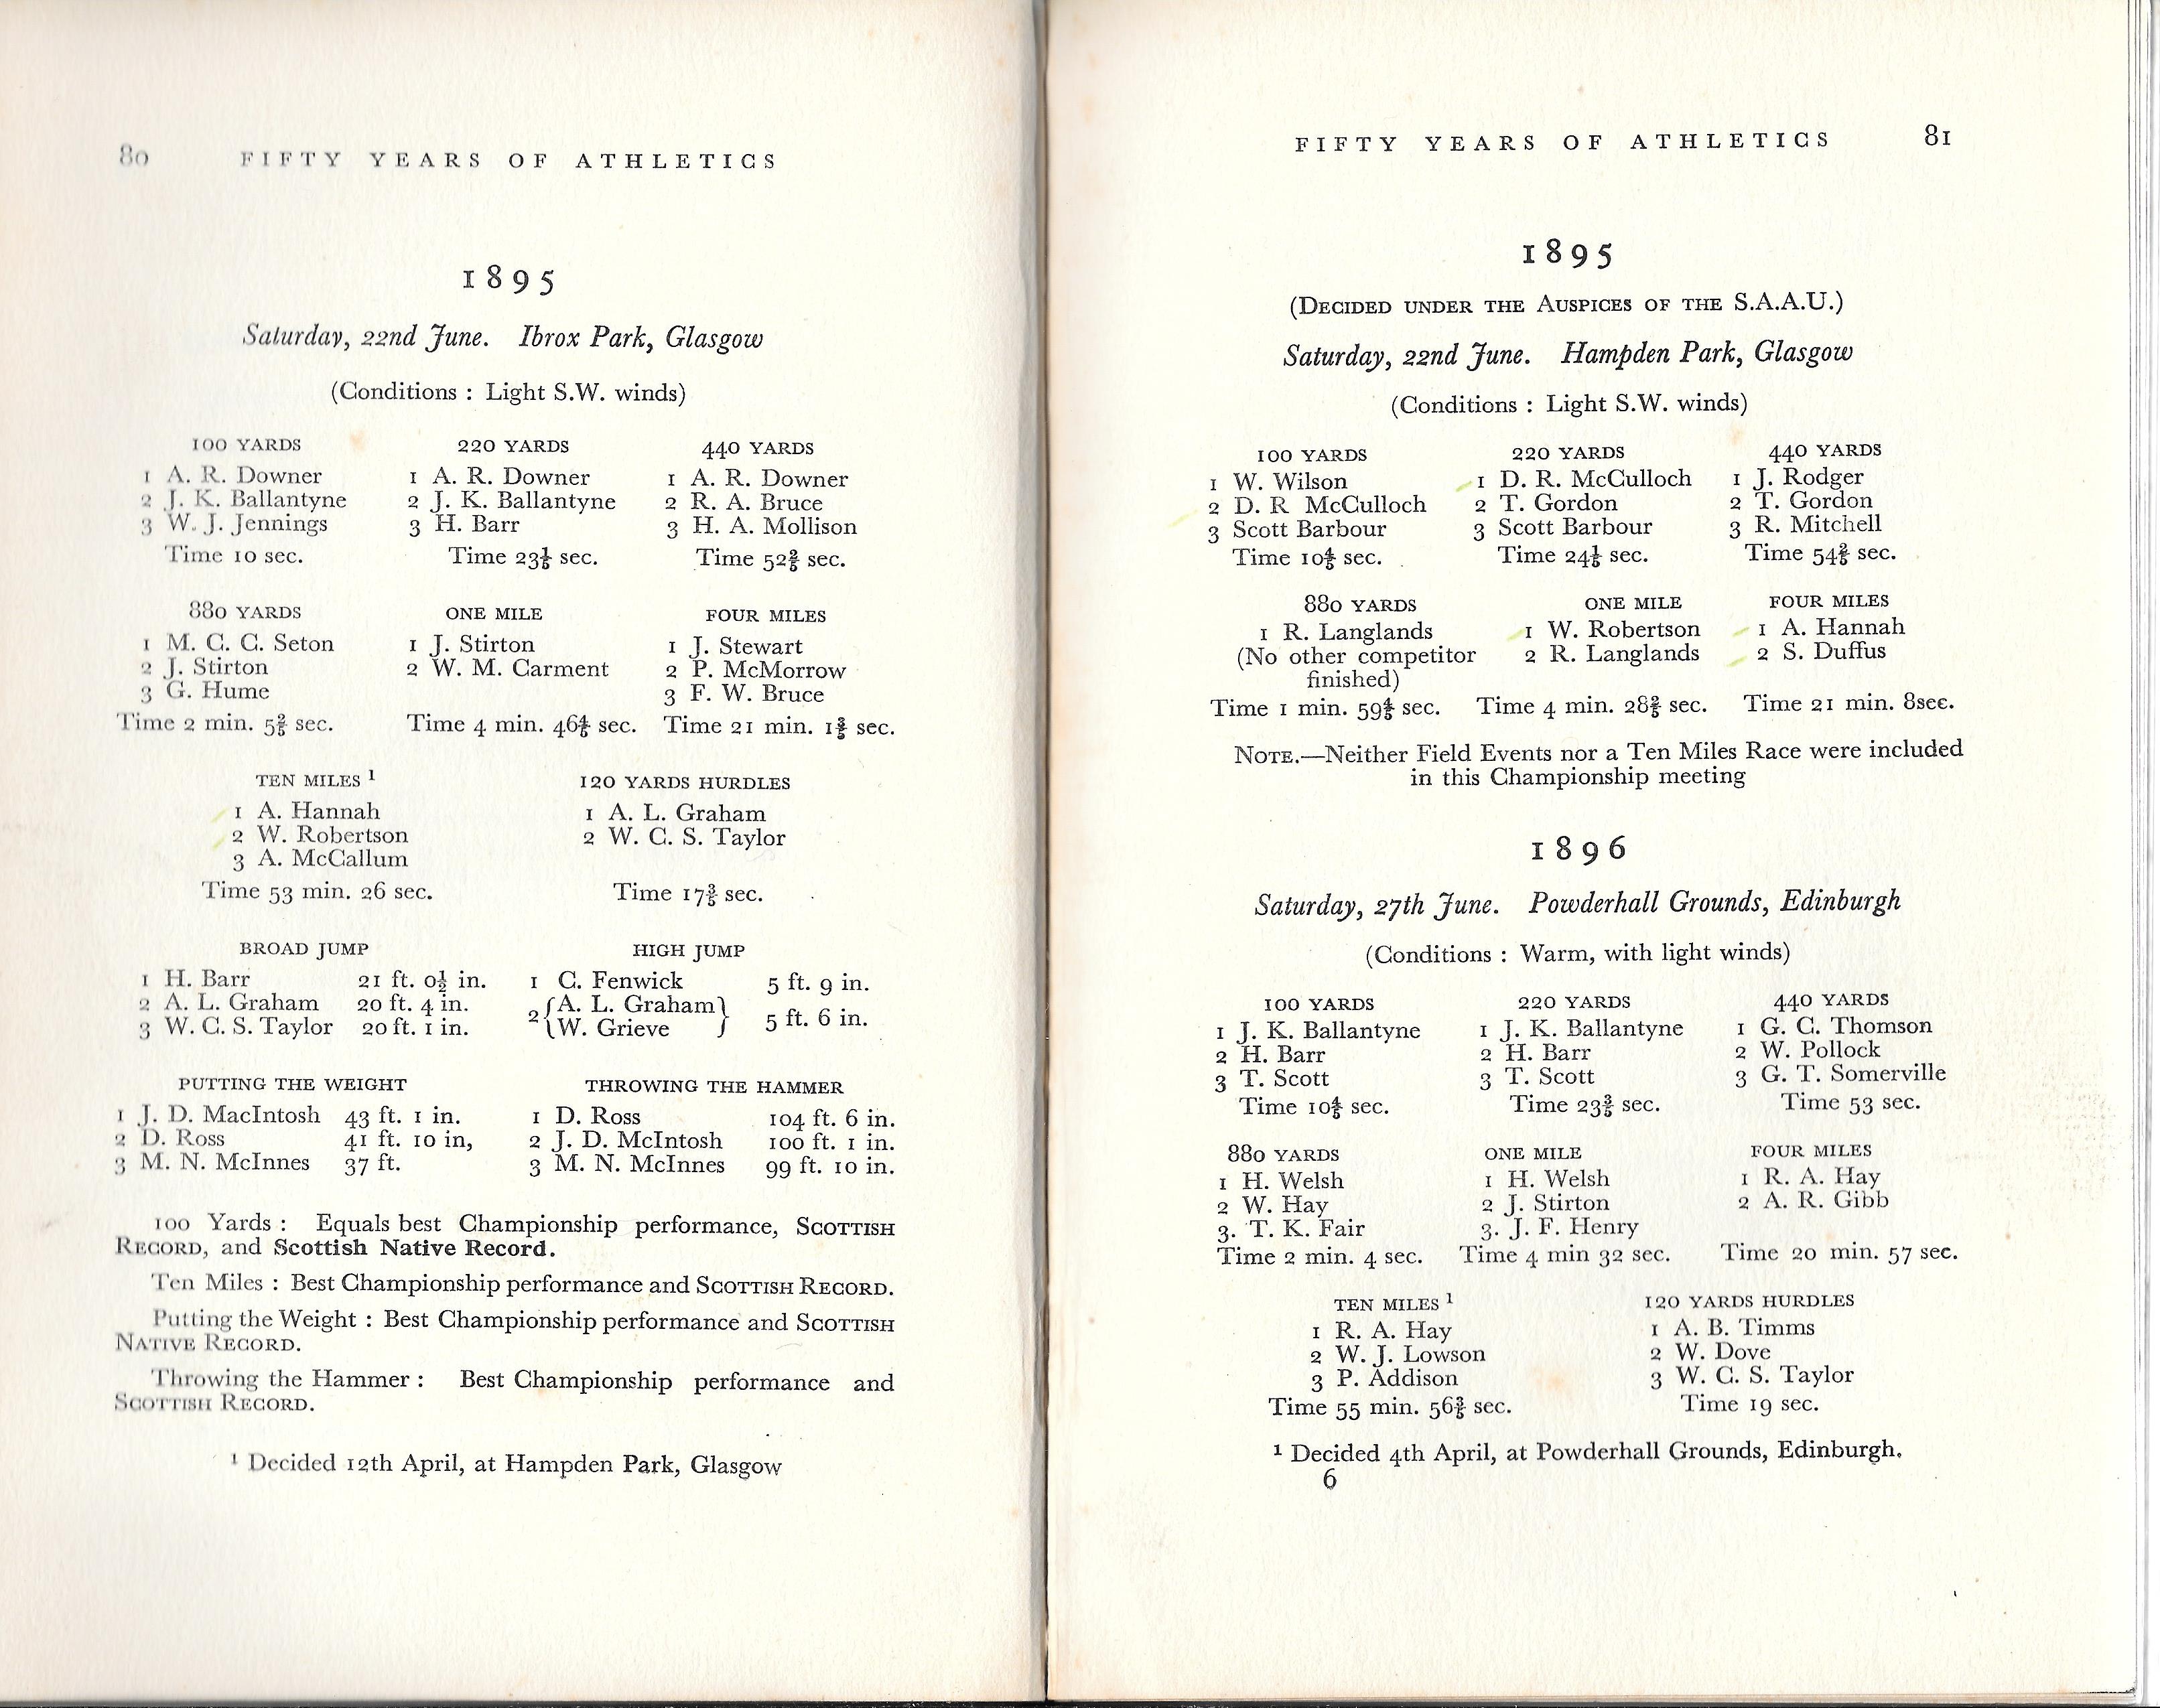 80 FIFTY YEARS OF ATHLETICS
1895
Saturday, 22nd June. Ibrox Park, Glasgow
(Conditions : Light S.W. winds)
100 YARDS 220 YARDS 440 YARDS
1 A. R. Downer 1 A. R. Downer 1 A. R. Downer
2 J. K. Ballantyne 2 J. K. Ballantyne 2 R. A. Bruce
3 W. J. Jennings 3 H. Barr 3 H. A. Mollison
Time 10 sec. Time 23⅕ sec. Time 52⅖ sec.
880 YARDS ONE MILE FOUR MILES
1 M. C. C. Seton 1 J. Stirton 1 J. Stewart
2 J. Stirton 2 W. M. Carment 2 P. McMorrow
3 G. Hume 3 F. W. Bruce
Time 2 min. 5⅖ sec. Time 4 min. 46⅘ sec. Time 21 min. 1⅗ sec.
TEN MILES ¹ 120 YARDS HURDLES
1 A. Hannah 1 A. L. Graham
2 W. Robertson 2 W. C. S. Taylor
3 A. McCallum
Time 53 min. 26 sec. Time 17⅗ sec.
BROAD JUMP HIGH JUMP
1 H. Barr 21 ft. 0½ in. 1 C. Fenwick 5 ft. 9 in.
2 A. L. Graham 20 ft. 4 in. 2 {A. L. Graham}
3 W. C. S. Taylor 20 ft. 1 in. {W. Grieve } 5 ft. 6 in.
PUTTING THE WEIGHT THROWING THE HAMMER
1 J. D. MacIntosh 43 ft. 1 in. 1 D. Ross 104 ft. 6 in.
2 D. Ross 41 ft. 10 in, 2 J. D. McIntosh 100 ft. 1 in.
3 M. N. McInnes 37 ft. 3 M. N. McInnes 99 ft. 10 in.
100 Yards : Equals best Championship performance, SCOTTISH
RECORD, and Scottish Native Record.
Ten Miles : Best Championship performance and SCOTTISH RECORD.
Putting the Weight : Best Championship performance and SCOTTISH
NATIVE RECORD.
Throwing the Hammer : Best Championship performance and
SCOTTISH RECORD.
¹ Decided 12th April, at Hampden Park, Glasgow
FIFTY YEARS OF ATHLETICS 81
1895
(DECIDED UNDER THE AUSPICES OF THE S.A.A.U.)
Saturday, 22nd June. Hampden Park, Glasgow
(Conditions : Light S.W. winds)
100 YARDS 220 YARDS 440 YARDS
1 W. Wilson 1 D. R. McCulloch 1 J. Rodger
2 D. R McCulloch 2 T. Gordon 2 T. Gordon
3 Scott Barbour 3 Scott Barbour 3 R. Mitchell
Time 10⅘ sec. Time 24⅕ sec. Time 54⅖ sec.
880 YARDS ONE MILE FOUR MILES
1 R. Langlands 1 W. Robertson 1 A. Hannah
(No other competitor 2 R. Langlands 2 S. Duffus
finished)
Time 1 min. 59⅘ sec. Time 4 min. 28⅖ sec. Time 21 min. 8sec.
NOTE.—Neither Field Events nor a Ten Miles Race were included
in this Championship meeting
1896
Saturday, 27th June. Powderhall Grounds, Edinburgh
(Conditions : Warm, with light winds)
100 YARDS 220 YARDS 440 YARDS
1 J. K. Ballantyne 1 J. K. Ballantyne 1 G. C. Thomson
2 H. Barr 2 H. Barr 2 W. Pollock
3 T. Scott 3 T. Scott 3 G. T. Somerville
Time 10⅘ sec. Time 23⅗ sec. Time 53 sec.
880 YARDS ONE MILE FOUR MILES
1 H. Welsh 1 H. Welsh 1 R. A. Hay
2 W. Hay 2 J. Stirton 2 A. R. Gibb
3. T. K. Fair 3. J. F. Henry
Time 2 min. 4 sec. Time 4 min 32 sec. Time 20 min. 57 sec.
TEN MILES ¹ 120 YARDS HURDLES
1 R. A. Hay 1 A. B. Timms
2 W. J. Lowson 2 W. Dove
3 P. Addison 3 W. C. S. Taylor
Time 55 min. 56⅗ sec. Time 19 sec.
¹ Decided 4th April, at Powderhall Grounds, Edinburgh.
6